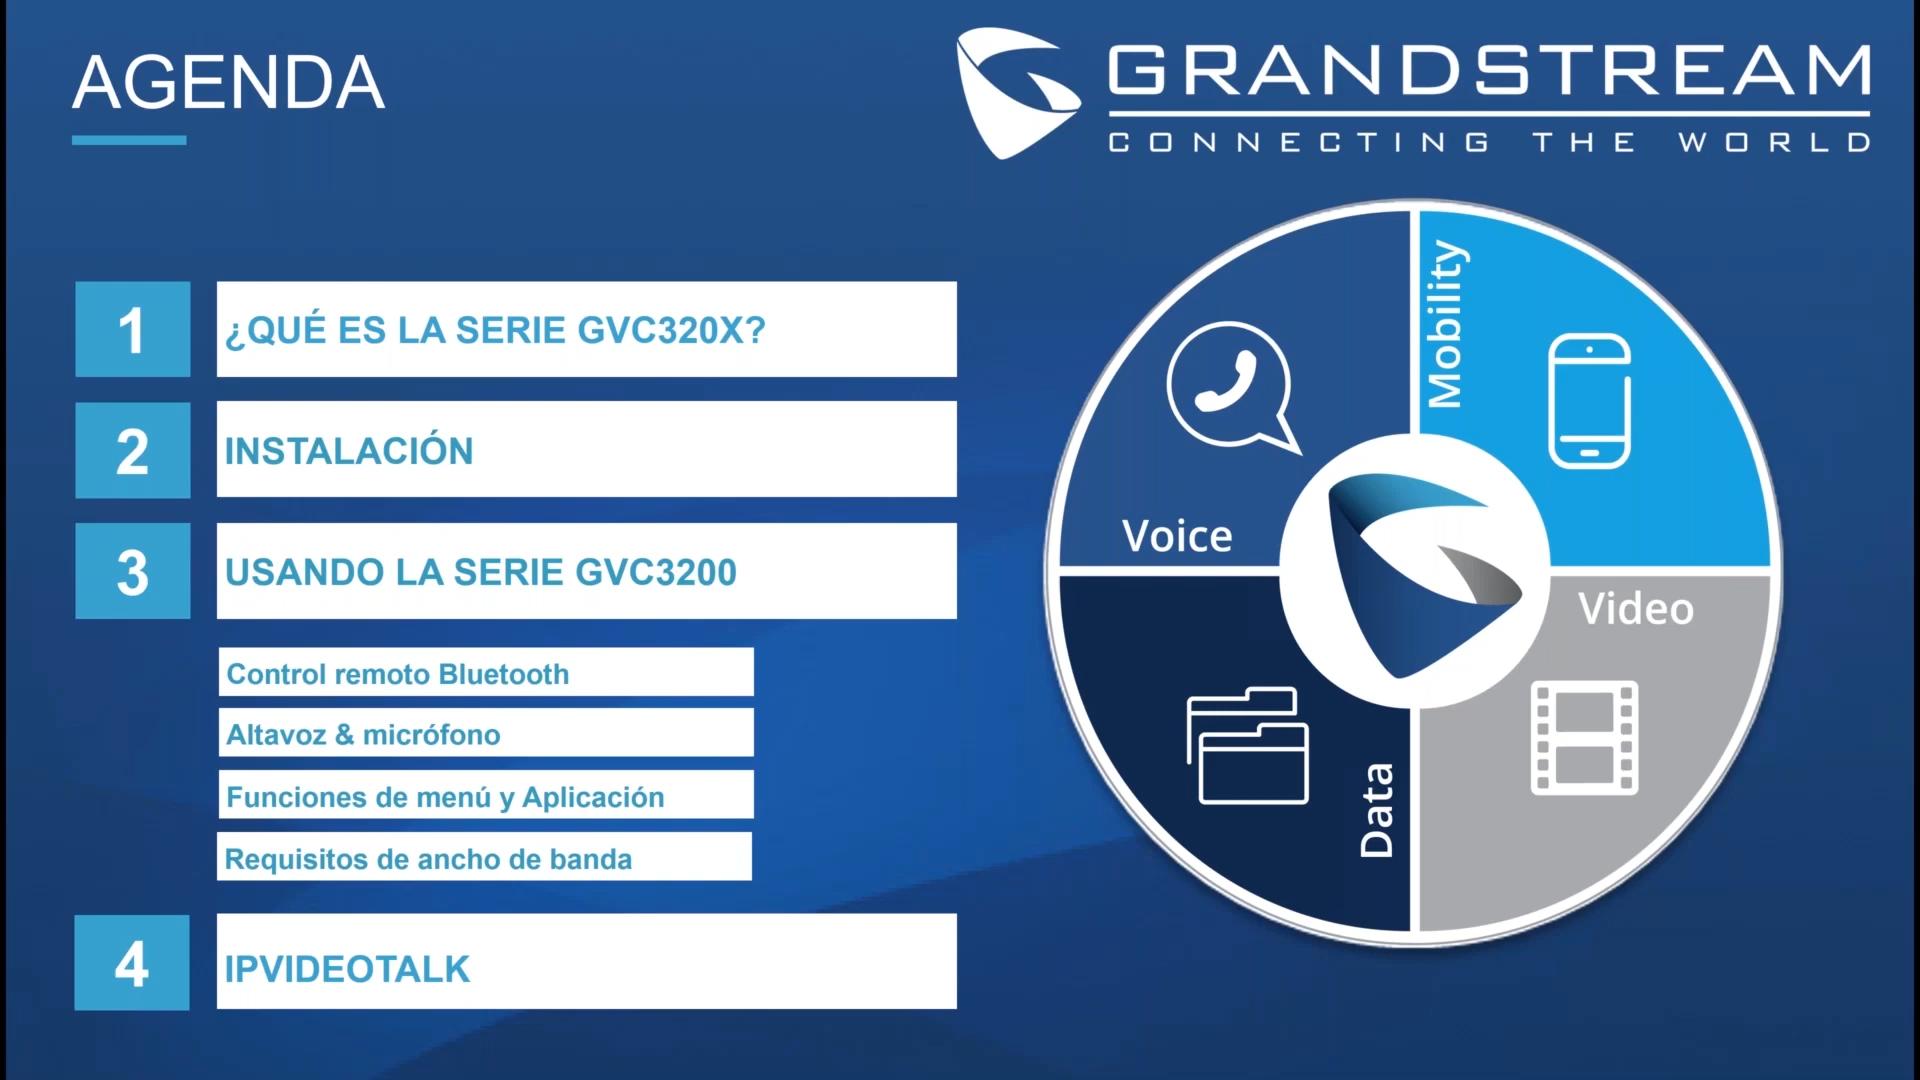 AGENDA
GRANDSTREAM
CONNECTING THE WORLD
1
¿QUÉ ES LA SERIE GVC320X?
2
INSTALACIÓN
3
USANDO LA SERIE GVC3200
Control remoto Bluetooth
Altavoz & micrófono
Funciones de menú y Aplicación
Requisitos de ancho de banda
4
IPVIDEOTALK
Mobility
Voice
Video
Data